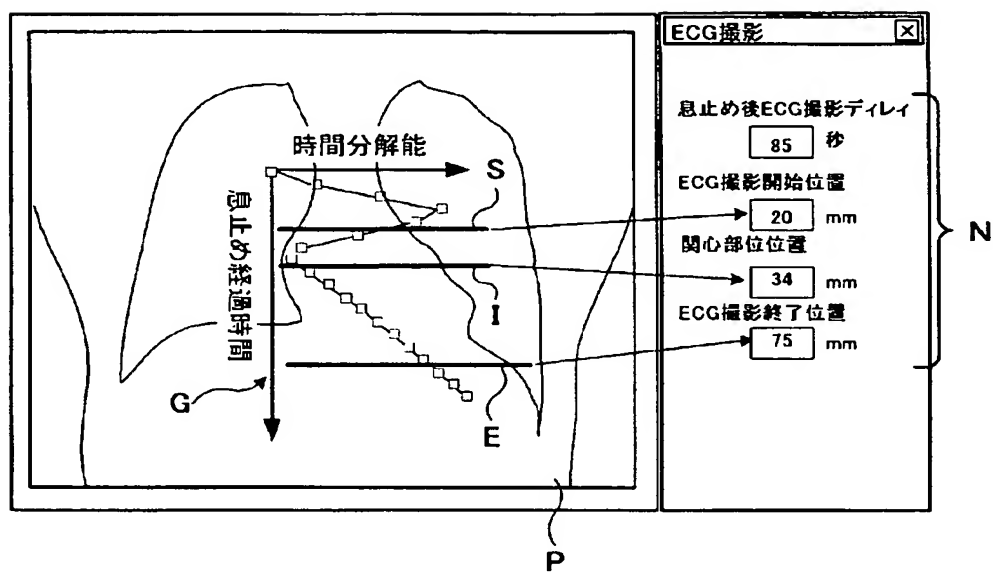 時間分解能
息止め経過時間
S
I
E
G
P
ECG撮影
息止め後ECG撮影ディレィ
85 秒
ECG撮影開始位置
20 mm
関心部位位置
34 mm
ECG撮影終了位置
75 mm
N